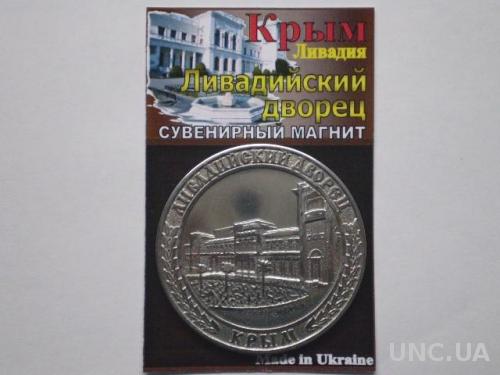 Крым
Ливадия
Ливадийский
дворец
СУВЕНИРНЫЙ МАГНИТ
ЛИВАДИЙСКИЙ ДВОРЕЦ
КРЫМ
Made in Ukraine
UNC.UA